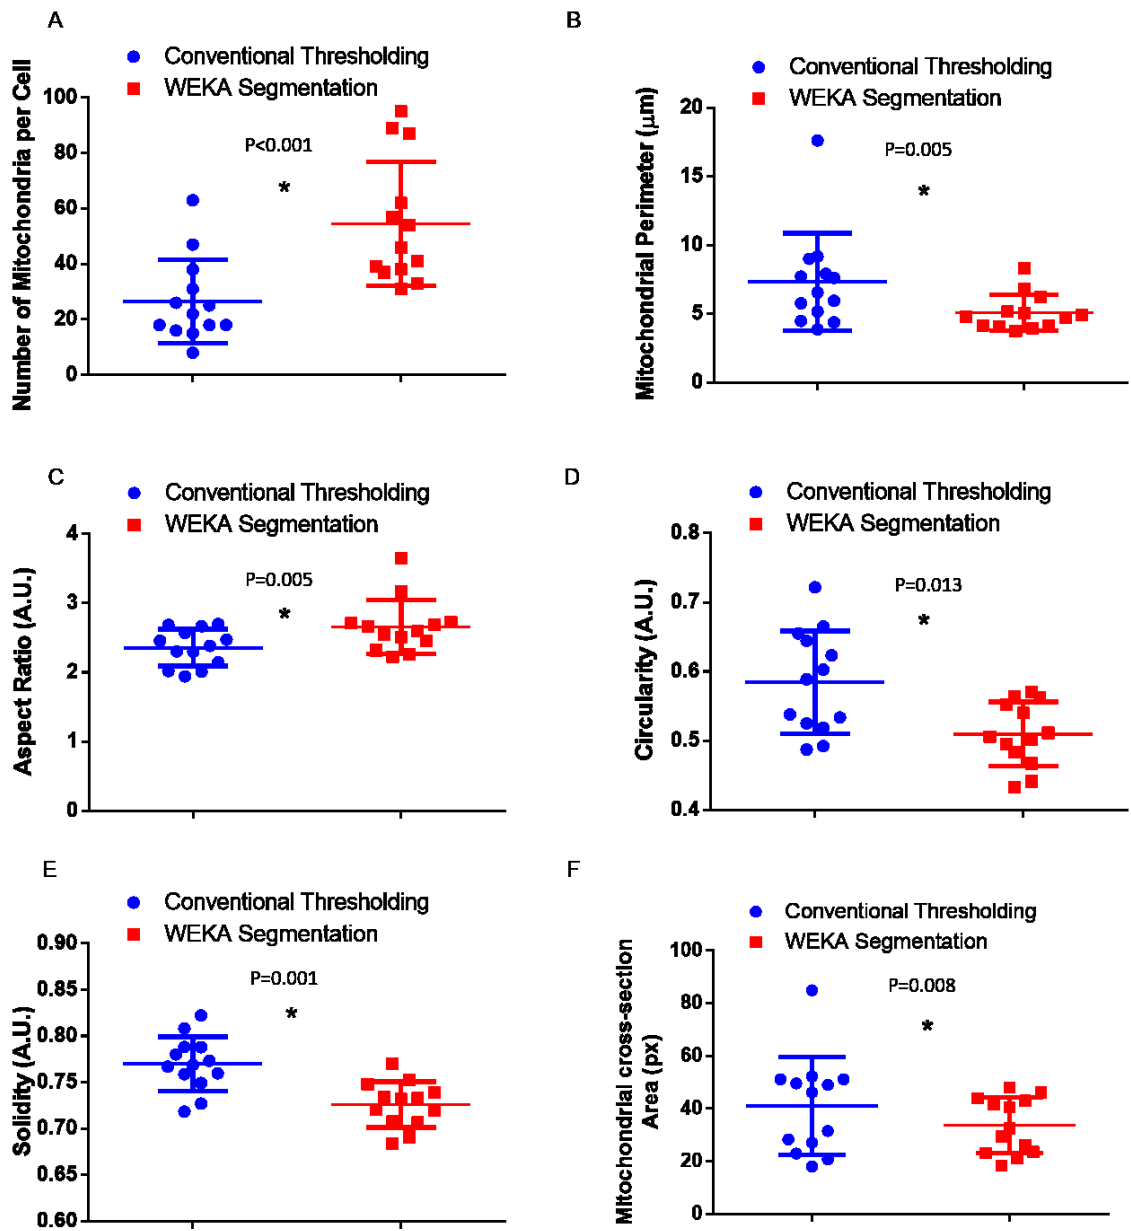 A
Conventional Thresholding
WEKA Segmentation
Number of Mitochondria per Cell
100
80
60
40
20
0
P<0.001
*
B
Conventional Thresholding
WEKA Segmentation
Mitochondrial Perimeter (μm)
20
15
10
5
0
P=0.005
*
C
Conventional Thresholding
WEKA Segmentation
Aspect Ratio (A.U.)
4
3
2
1
0
P=0.005
*
D
Conventional Thresholding
WEKA Segmentation
Circularity (A.U.)
0.8
0.7
0.6
0.5
0.4
P=0.013
*
E
Conventional Thresholding
WEKA Segmentation
Solidity (A.U.)
0.90
0.85
0.80
0.75
0.70
0.65
0.60
P=0.001
*
F
Conventional Thresholding
WEKA Segmentation
Mitochondrial cross-section
Area (px)
100
80
60
40
20
0
P=0.008
*